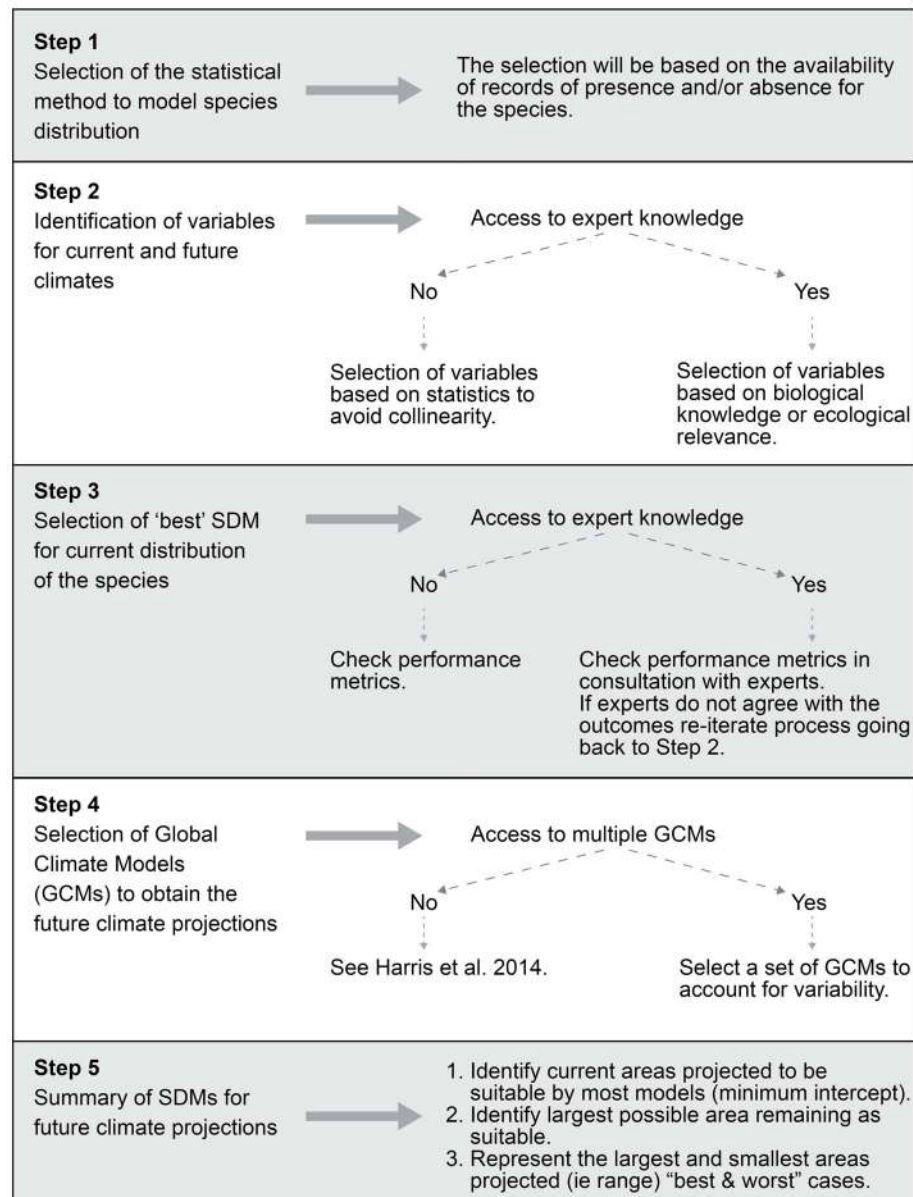 Step 1
Selection of the statistical
method to model species
distribution
The selection will be based on the availability
of records of presence and/or absence for
the species.
Step 2
Identification of variables
for current and future
climates
Access to expert knowledge
No
Yes
Selection of variables
based on statistics to
avoid collinearity.
Selection of variables
based on biological
knowledge or ecological
relevance.
Step 3
Selection of ‘best’ SDM
for current distribution
of the species
Access to expert knowledge
No
Yes
Check performance
metrics.
Check performance metrics in
consultation with experts.
If experts do not agree with the
outcomes re-iterate process going
back to Step 2.
Step 4
Selection of Global
Climate Models
(GCMs) to obtain the
future climate projections
Access to multiple GCMs
No
Yes
See Harris et al. 2014.
Select a set of GCMs to
account for variability.
Step 5
Summary of SDMs for
future climate projections
1. Identify current areas projected to be
suitable by most models (minimum intercept).
2. Identify largest possible area remaining as
suitable.
3. Represent the largest and smallest areas
projected (ie range) “best & worst” cases.